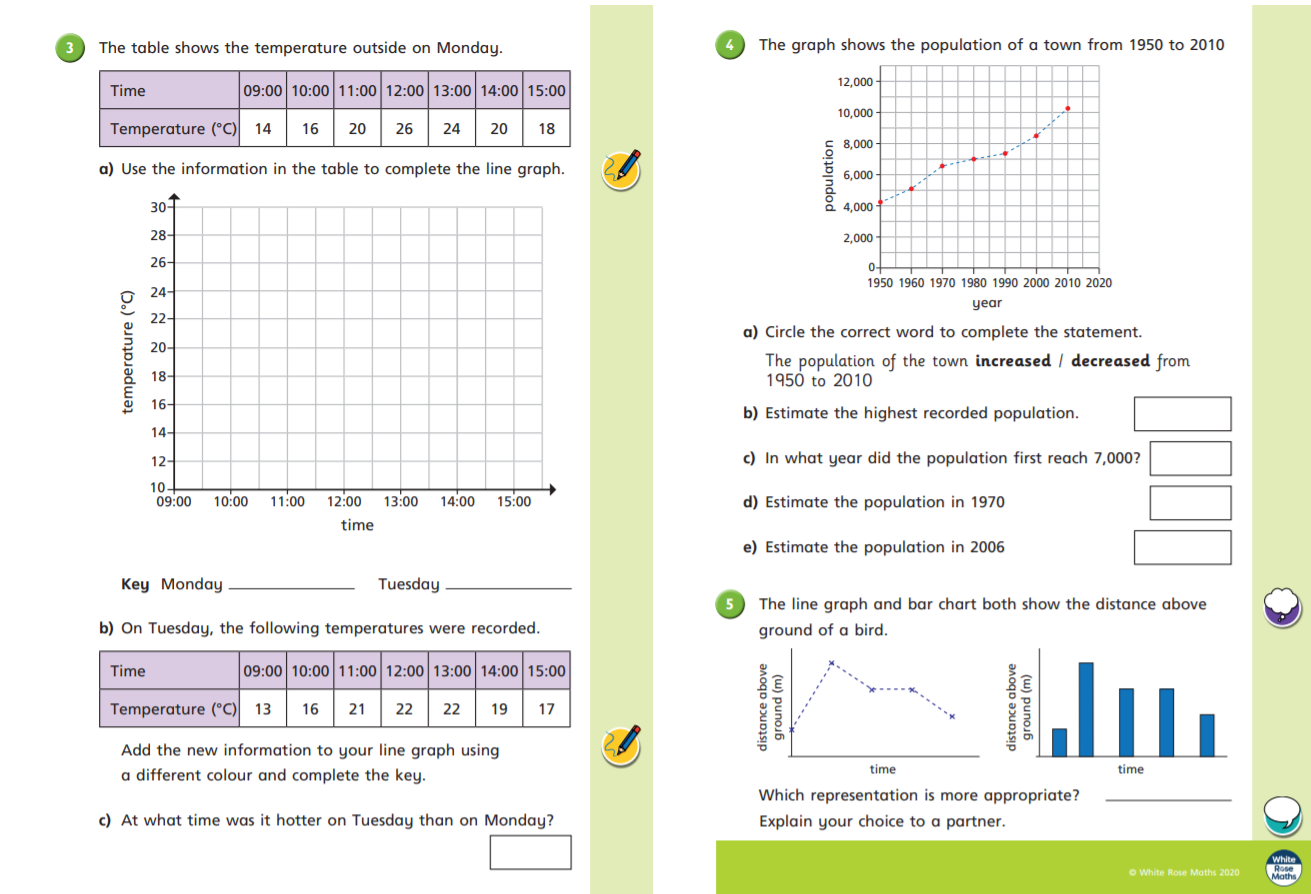 3 The table shows the temperature outside on Monday.
Time 09:00 10:00 11:00 12:00 13:00 14:00 15:00
Temperature (°C) 14 16 20 26 24 20 18
a) Use the information in the table to complete the line graph.
30
28
26
24
22
20
18
16
14
12
10
temperature (°C)
09:00 10:00 11:00 12:00 13:00 14:00 15:00
time
Key Monday Tuesday
b) On Tuesday, the following temperatures were recorded.
Time 09:00 10:00 11:00 12:00 13:00 14:00 15:00
Temperature (°C) 13 16 21 22 22 19 17
Add the new information to your line graph using
a different colour and complete the key.
c) At what time was it hotter on Tuesday than on Monday?
4 The graph shows the population of a town from 1950 to 2010
12,000
10,000
8,000
6,000
4,000
2,000
0
population
1950 1960 1970 1980 1990 2000 2010 2020
year
a) Circle the correct word to complete the statement.
The population of the town increased / decreased from
1950 to 2010
b) Estimate the highest recorded population.
c) In what year did the population first reach 7,000?
d) Estimate the population in 1970
e) Estimate the population in 2006
5 The line graph and bar chart both show the distance above
ground of a bird.
distance above
ground (m)
time
distance above
ground (m)
time
Which representation is more appropriate?
Explain your choice to a partner.
© White Rose Maths 2020
White
Rose
Maths